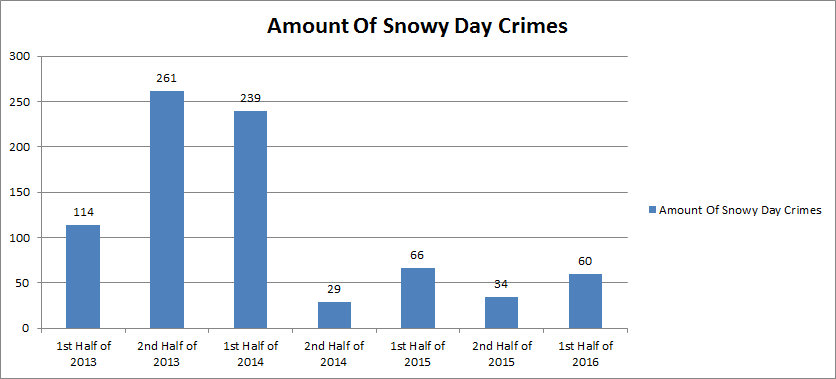 Amount Of Snowy Day Crimes
300
250
200
150
100
50
0
114
261
239
29
66
34
60
1st Half of
2013
2nd Half of
2013
1st Half of
2014
2nd Half of
2014
1st Half of
2015
2nd Half of
2015
1st Half of
2016
Amount Of Snowy Day Crimes